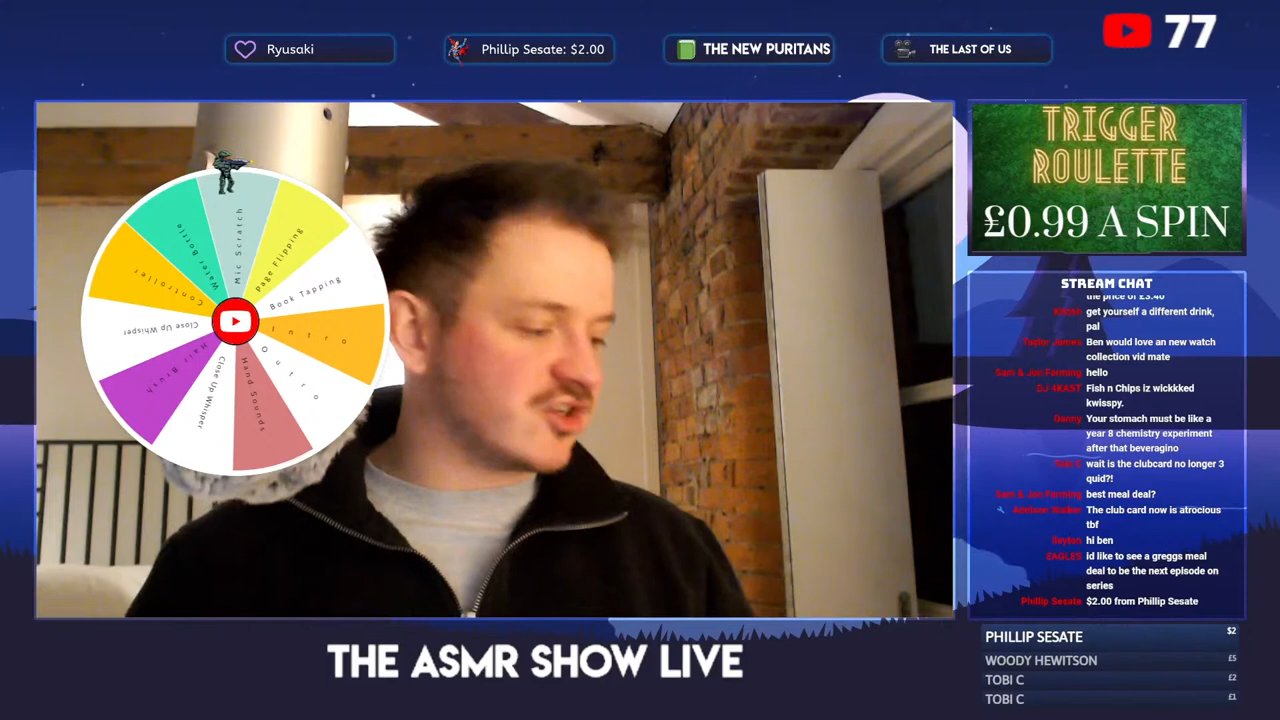 Ryusaki
Phillip Sesate: $2.00
THE NEW PURITANS
THE LAST OF US
77
TRIGGER
ROULETTE
£0.99 A SPIN
Mic Scratch
Page Flipping
Book Tapping
Intro
Outro
Hand Sounds
Close Up Whisper
Hair Brush
Close Up Whisper
Controller
Water Bottle
STREAM CHAT
the price of £3.40
get yourself a different drink,
pal
Ben would love an new watch
collection vid mate
Sam & Jon Farming hello
DJ 4KAST Fish n Chips iz wickkked
kwisspy.
Danny Your stomach must be like a
year 8 chemistry experiment
after that beveragino
Tobi C wait is the clubcard no longer 3
quid?!
Sam & Jon Farming best meal deal?
The club card now is atrocious
tbf
hi ben
EAGLES id like to see a greggs meal
deal to be the next episode on
series
Phillip Sesate $2.00 from Phillip Sesate
PHILLIP SESATE $2
WOODY HEWITSON £5
TOBI C £2
TOBI C £1
THE ASMR SHOW LIVE